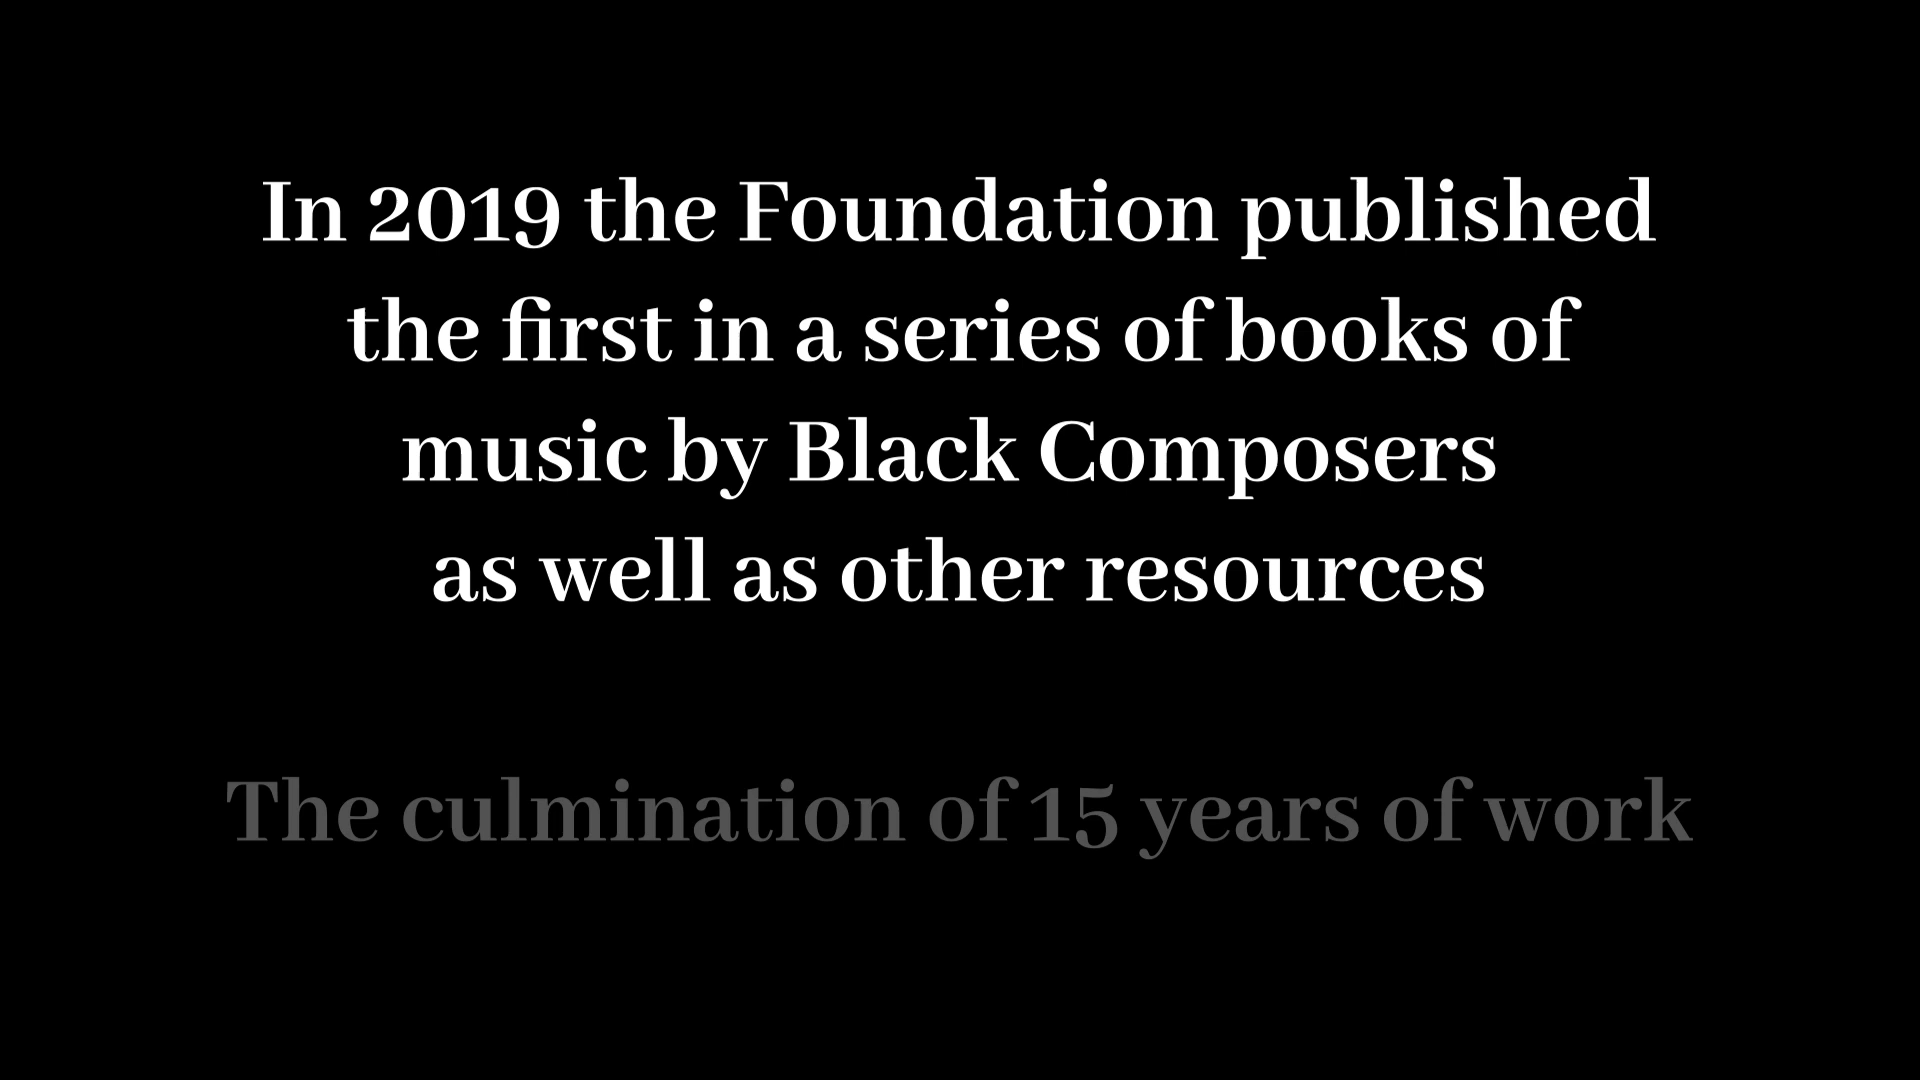 In 2019 the Foundation published
the first in a series of books of
music by Black Composers
as well as other resources
The culmination of 15 years of work